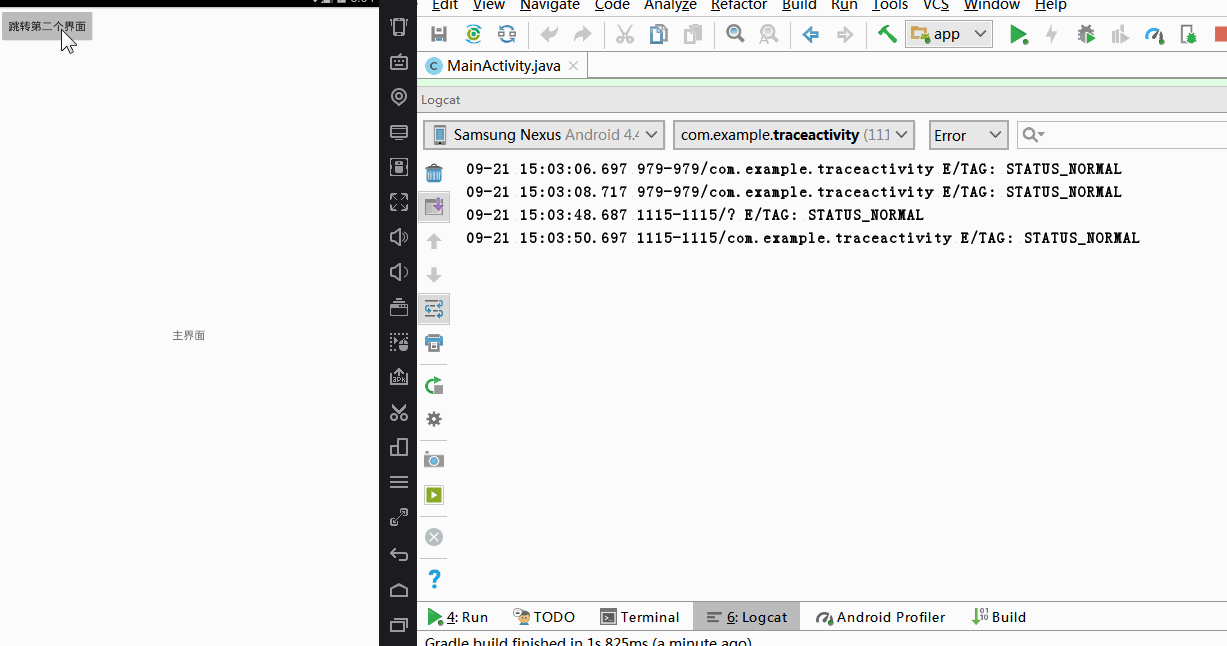 跳转第二个界面
主界面
Edit View Navigate Code Analyze Refactor Build Run Tools VCS Window Help
app
MainActivity.java
Logcat
Samsung Nexus Android 4.4
com.example.traceactivity (111
Error
09-21 15:03:06.697 979-979/com.example.traceactivity E/TAG: STATUS_NORMAL
09-21 15:03:08.717 979-979/com.example.traceactivity E/TAG: STATUS_NORMAL
09-21 15:03:48.687 1115-1115/? E/TAG: STATUS_NORMAL
09-21 15:03:50.697 1115-1115/com.example.traceactivity E/TAG: STATUS_NORMAL
4: Run TODO Terminal 6: Logcat Android Profiler Build
Gradle build finished in 1s 825ms (a minute ago)